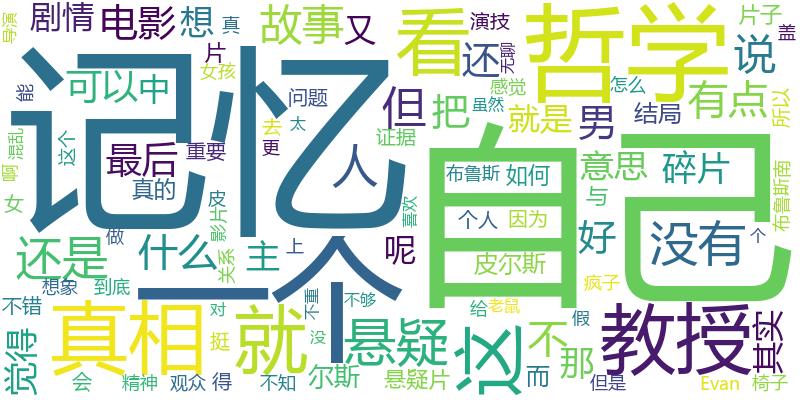 导演
剧情
电影
想
真
故事
又
演技
片子
盖
片
看
还
无聊
哲学
说
能
可以
中
女孩
记忆
问题
但
把
感觉
虽然
怎么
有点
就是
男
结局
所以
啊
混乱
这个
最后
重要
去
太
更
证据
自己
人
真的
布鲁斯
如何
意思
碎片
与
女
皮
影片
喜欢
做
个人
因为
好
没有
个
布鲁斯南
还是
什么
关系
主
上
呢
一个
皮尔斯
想象
到底
疯子
不错
真相
对
挺
就
不重
不够
没
给
老鼠
假
教授
其实
觉得
悬疑
这
不
那
会
精神
观众
得
不知
尔斯
悬疑片
而
但是
Evan
椅子